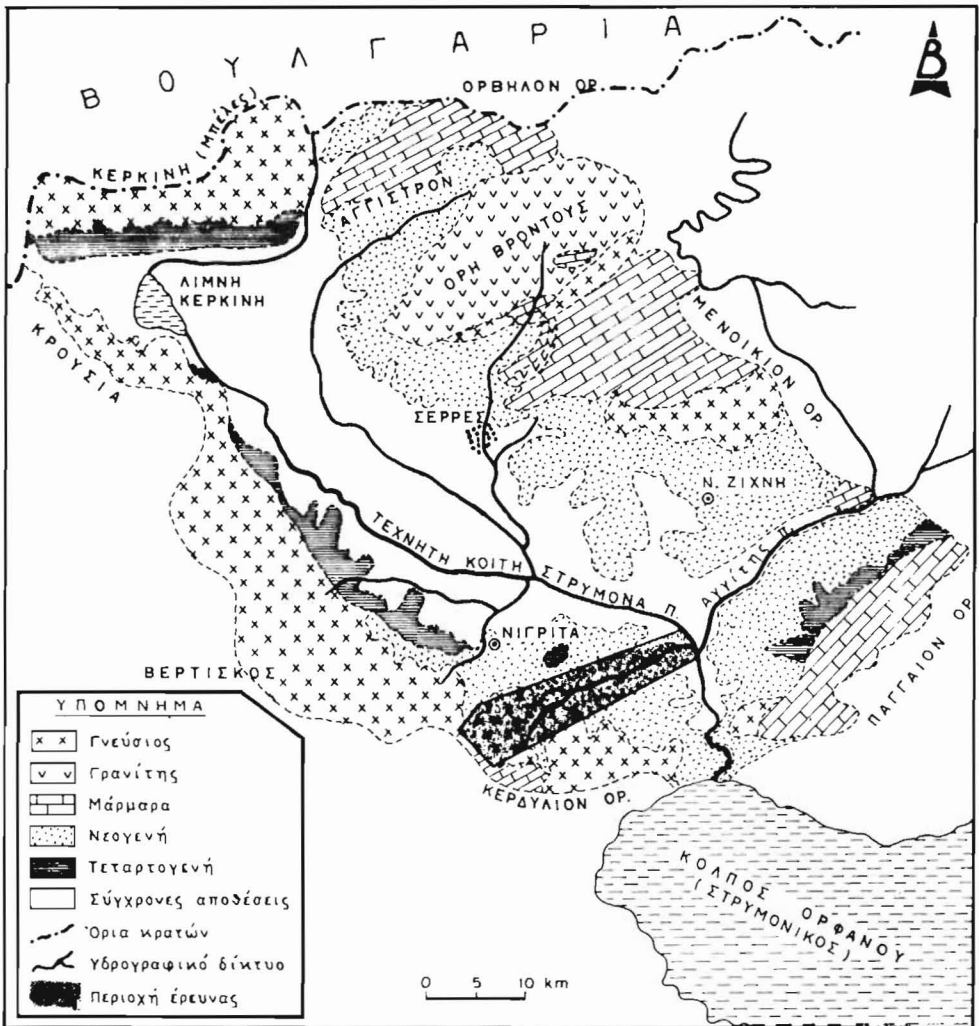 ΒΟΥΛΓΑΡΙΑ
Β
ΟΡΒΗΛΟΝ ΟΡ.
ΚΕΡΚΙΝΗ (Μπέλες)
ΑΓΓΙΣΤΡΟΝ
ΟΡΗ ΒΡΟΝΤΟΥΣ
ΛΙΜΝΗ
ΚΕΡΚΙΝΗ
ΚΡΟΥΣΙΑ
ΜΕΝΟΙΚΙΟΝ ΟΡ.
ΣΕΡΡΕΣ
Ν. ΖΙΧΝΗ
ΤΕΧΝΗΤΗ ΚΟΙΤΗ ΣΤΡΥΜΟΝΑ Π.
ΑΓΓΙΤΗΣ Π.
ΝΙΓΡΙΤΑ
ΒΕΡΤΙΣΚΟΣ
ΠΑΓΓΑΙΟΝ ΟΡ.
ΚΕΡΔΥΛΙΟΝ ΟΡ.
ΚΟΛΠΟΣ ΟΡΦΑΝΟΥ
(ΣΤΡΥΜΟΝΙΚΟΣ)
ΥΠΟΜΝΗΜΑ
Γνεύσιος
Γρανίτης
Μάρμαρα
Νεογενή
Τεταρτογενή
Σύγχρονες αποθέσεις
Όρια κρατών
Υδρογραφικό δίκτυο
Περιοχή έρευνας
0 5 10 km